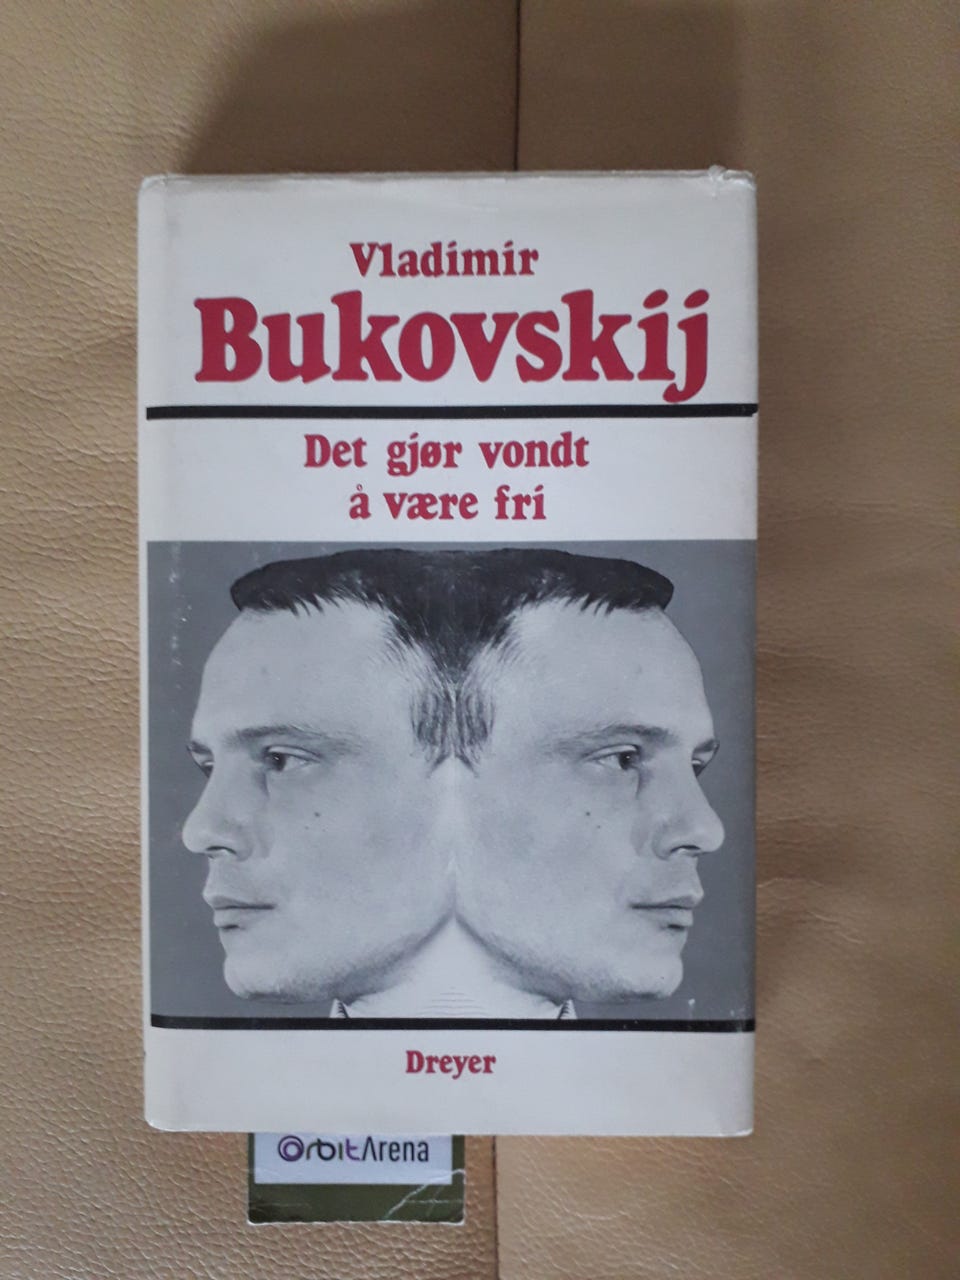 Vladimir
Bukovskij
Det gjør vondt
å være fri
Dreyer
OrbitArena